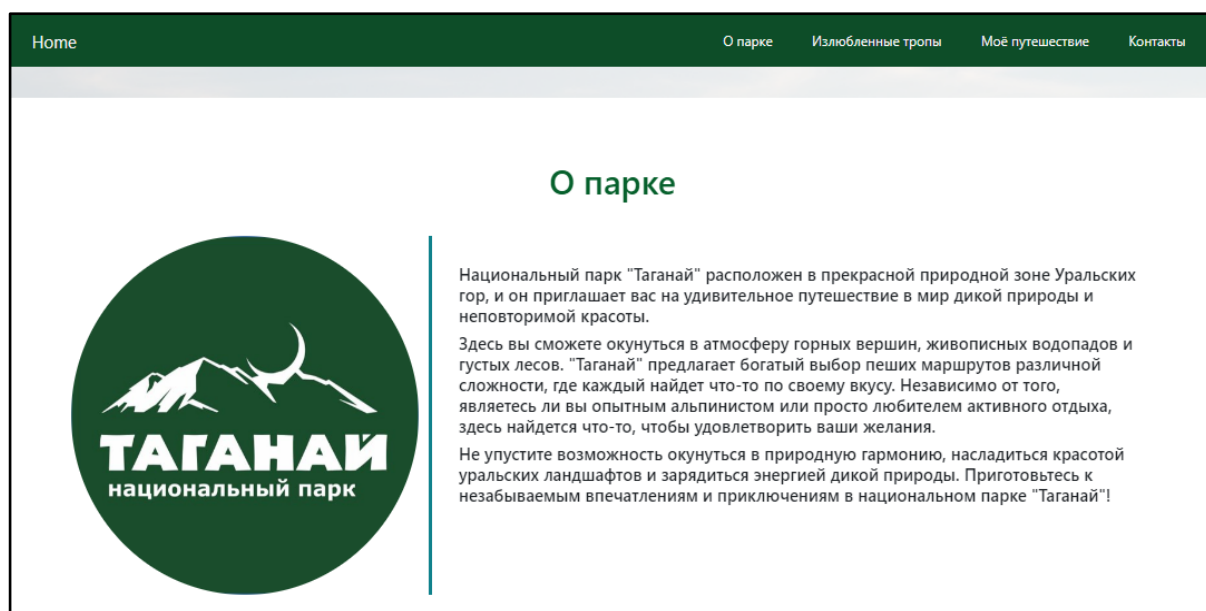 Home
О парке
Излюбленные тропы
Моё путешествие
Контакты
О парке
ТАГАНАЙ
национальный парк
Национальный парк "Таганай" расположен в прекрасной природной зоне Уральских
гор, и он приглашает вас на удивительное путешествие в мир дикой природы и
неповторимой красоты.
Здесь вы сможете окунуться в атмосферу горных вершин, живописных водопадов и
густых лесов. "Таганай" предлагает богатый выбор пеших маршрутов различной
сложности, где каждый найдет что-то по своему вкусу. Независимо от того,
являетесь ли вы опытным альпинистом или просто любителем активного отдыха,
здесь найдется что-то, чтобы удовлетворить ваши желания.
Не упустите возможность окунуться в природную гармонию, насладиться красотой
уральских ландшафтов и зарядиться энергией дикой природы. Приготовьтесь к
незабываемым впечатлениям и приключениям в национальном парке "Таганай"!